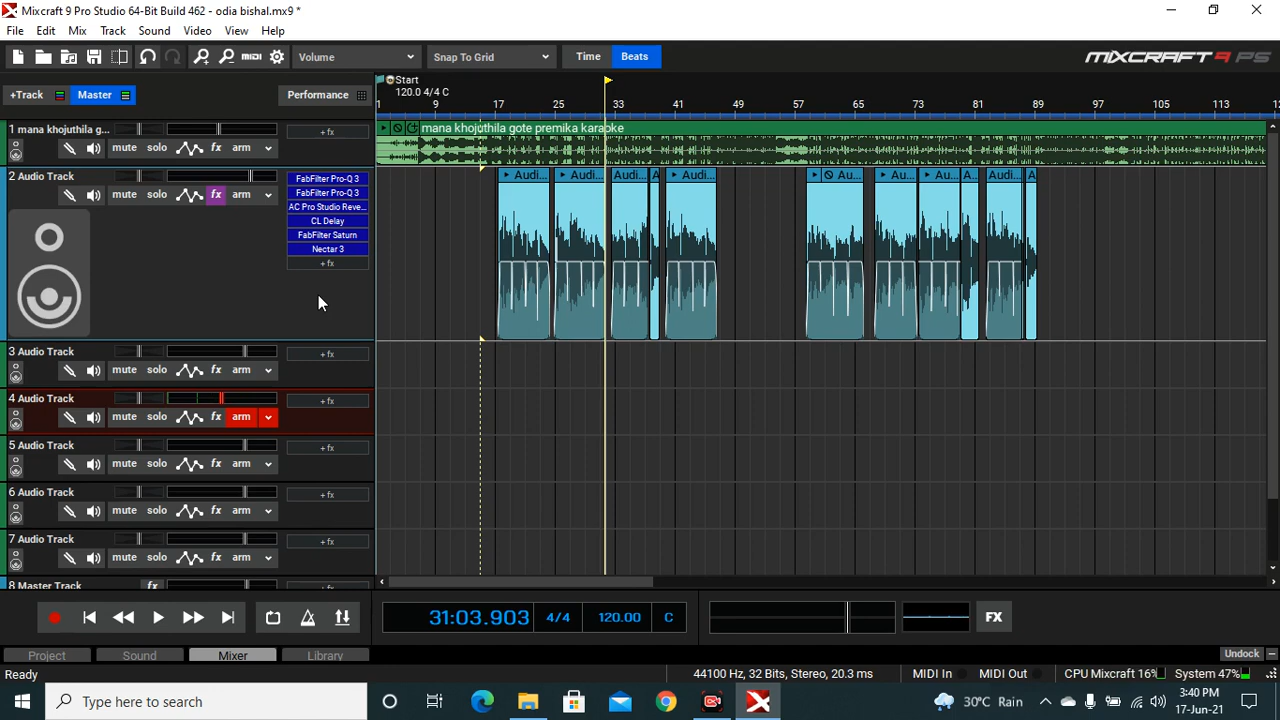 Mixcraft 9 Pro Studio 64-Bit Build 462 - odia bishal.mx9 *
File Edit Mix Track Sound Video View Help
MIDI Volume Snap To Grid Time Beats MIXCRAFT 9 PS
Start
120.0 4/4 C
+Track Master Performance
1 9 17 25 33 41 49 57 65 73 81 89 97 105 113 12
1 mana khojuthila g... +fx mana khojuthila gote premika karaoke
mute solo arm
2 Audio Track FabFilter Pro-Q 3 Audi... Audi... Audi... A Audi... Au... Au... Au... A... Audi... A
mute solo fx arm FabFilter Pro-Q 3
AC Pro Studio Reve...
CL Delay
FabFilter Saturn
Nectar 3
+fx
3 Audio Track +fx
mute solo fx arm
4 Audio Track +fx
mute solo fx arm
5 Audio Track +fx
mute solo fx arm
6 Audio Track +fx
mute solo fx arm
7 Audio Track +fx
mute solo fx arm
8 Master Track fx
31:03.903 4/4 120.00 C FX
Project Sound Mixer Library Undock
Ready 44100 Hz, 32 Bits, Stereo, 20.3 ms MIDI In MIDI Out CPU Mixcraft 16% System 47%
Type here to search 30°C Rain 3:40 PM
17-Jun-21